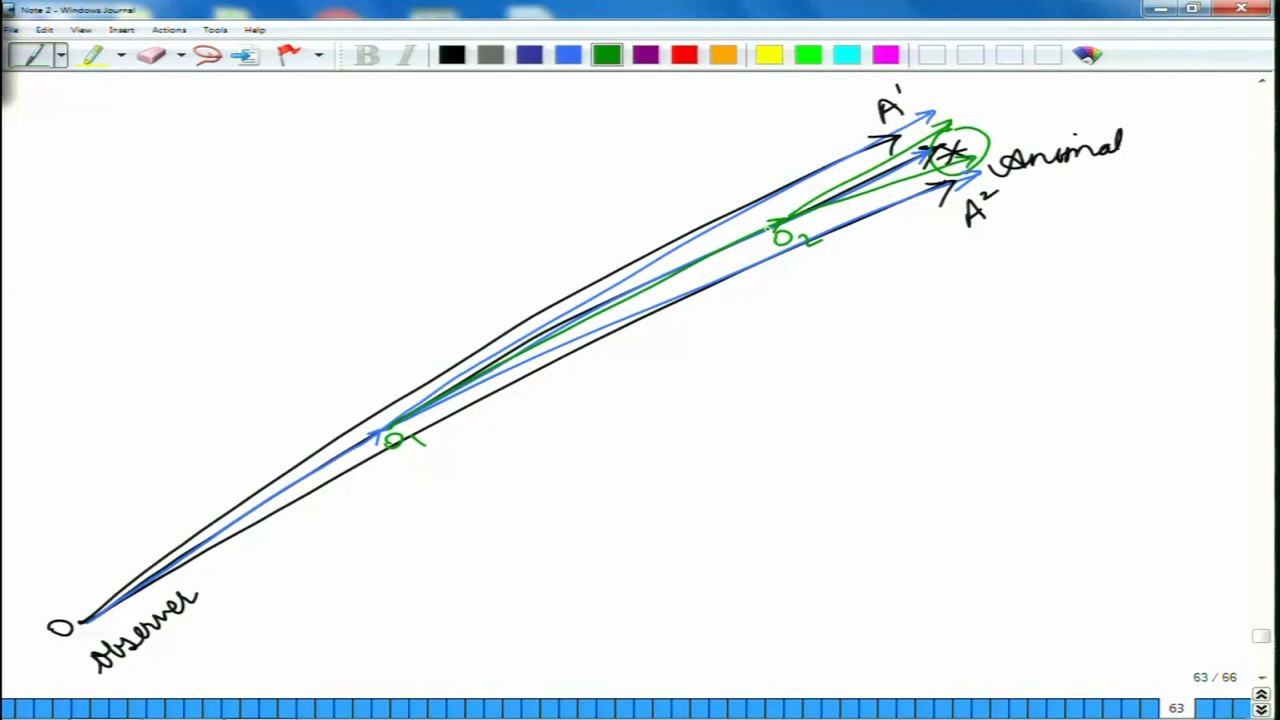 Note 2 - Windows Journal
File Edit View Insert Actions Tools Help
B I
A1
Animal
A2
O2
O1
O
Observer
63 / 66
63